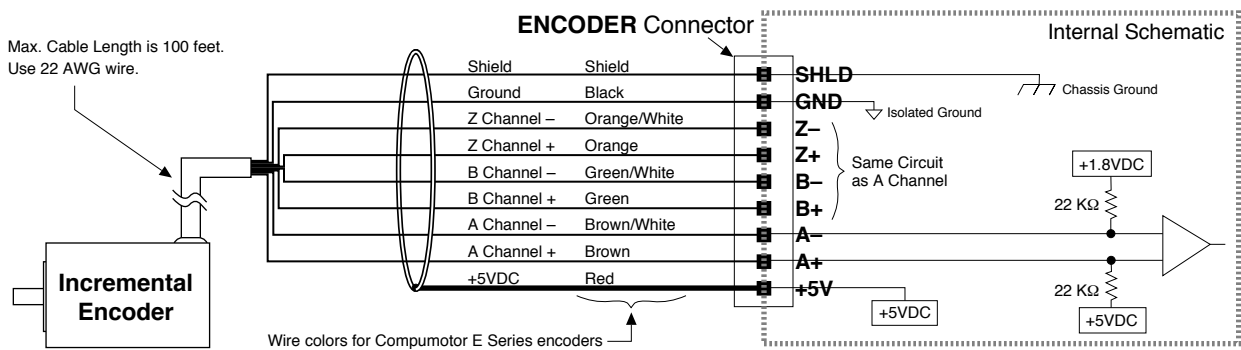 ENCODER Connector
Internal Schematic
Max. Cable Length is 100 feet.
Use 22 AWG wire.
Shield Shield SHLD
Chassis Ground
Ground Black GND
Isolated Ground
Z Channel – Orange/White Z–
Z Channel + Orange Z+
B Channel – Green/White B–
B Channel + Green B+
Same Circuit
as A Channel
+1.8VDC
22 KΩ
A Channel – Brown/White A–
A Channel + Brown A+
+5VDC Red +5V
22 KΩ
+5VDC
+5VDC
Incremental
Encoder
Wire colors for Compumotor E Series encoders